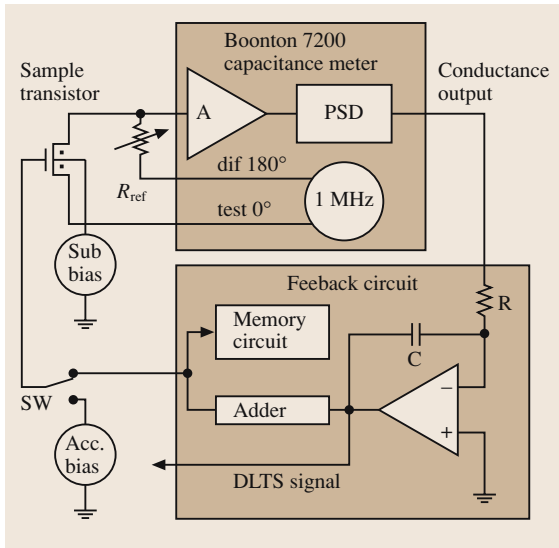 Boonton 7200
capacitance meter
Sample
transistor
Conductance
output
A
PSD
dif 180°
R_ref
1 MHz
test 0°
Sub
bias
Feeback circuit
R
Memory
circuit
C
–
SW
Adder
+
Acc.
bias
DLTS signal